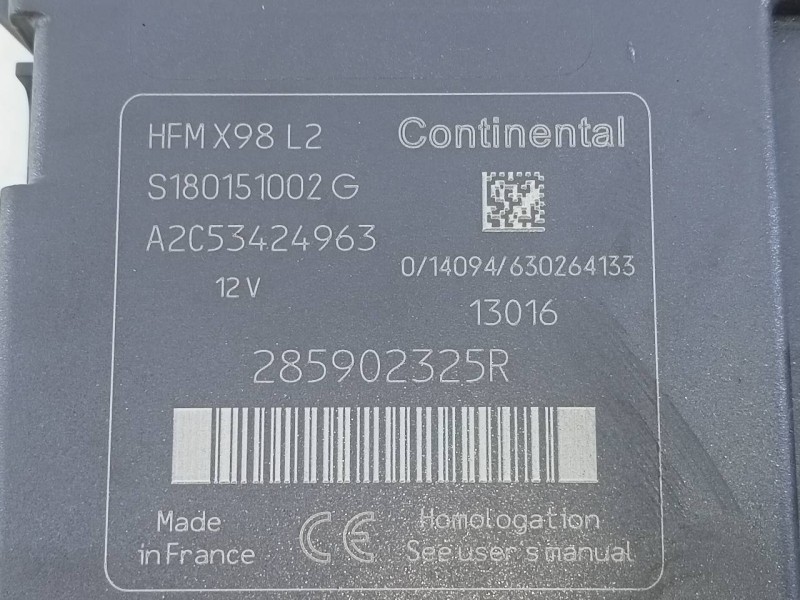 HFM X98 L2
Continental
S180151002 G
A2C53424963
0/14094/630264133
12 V
13016
285902325R
Made
in France
CE
Homologation
See user's manual